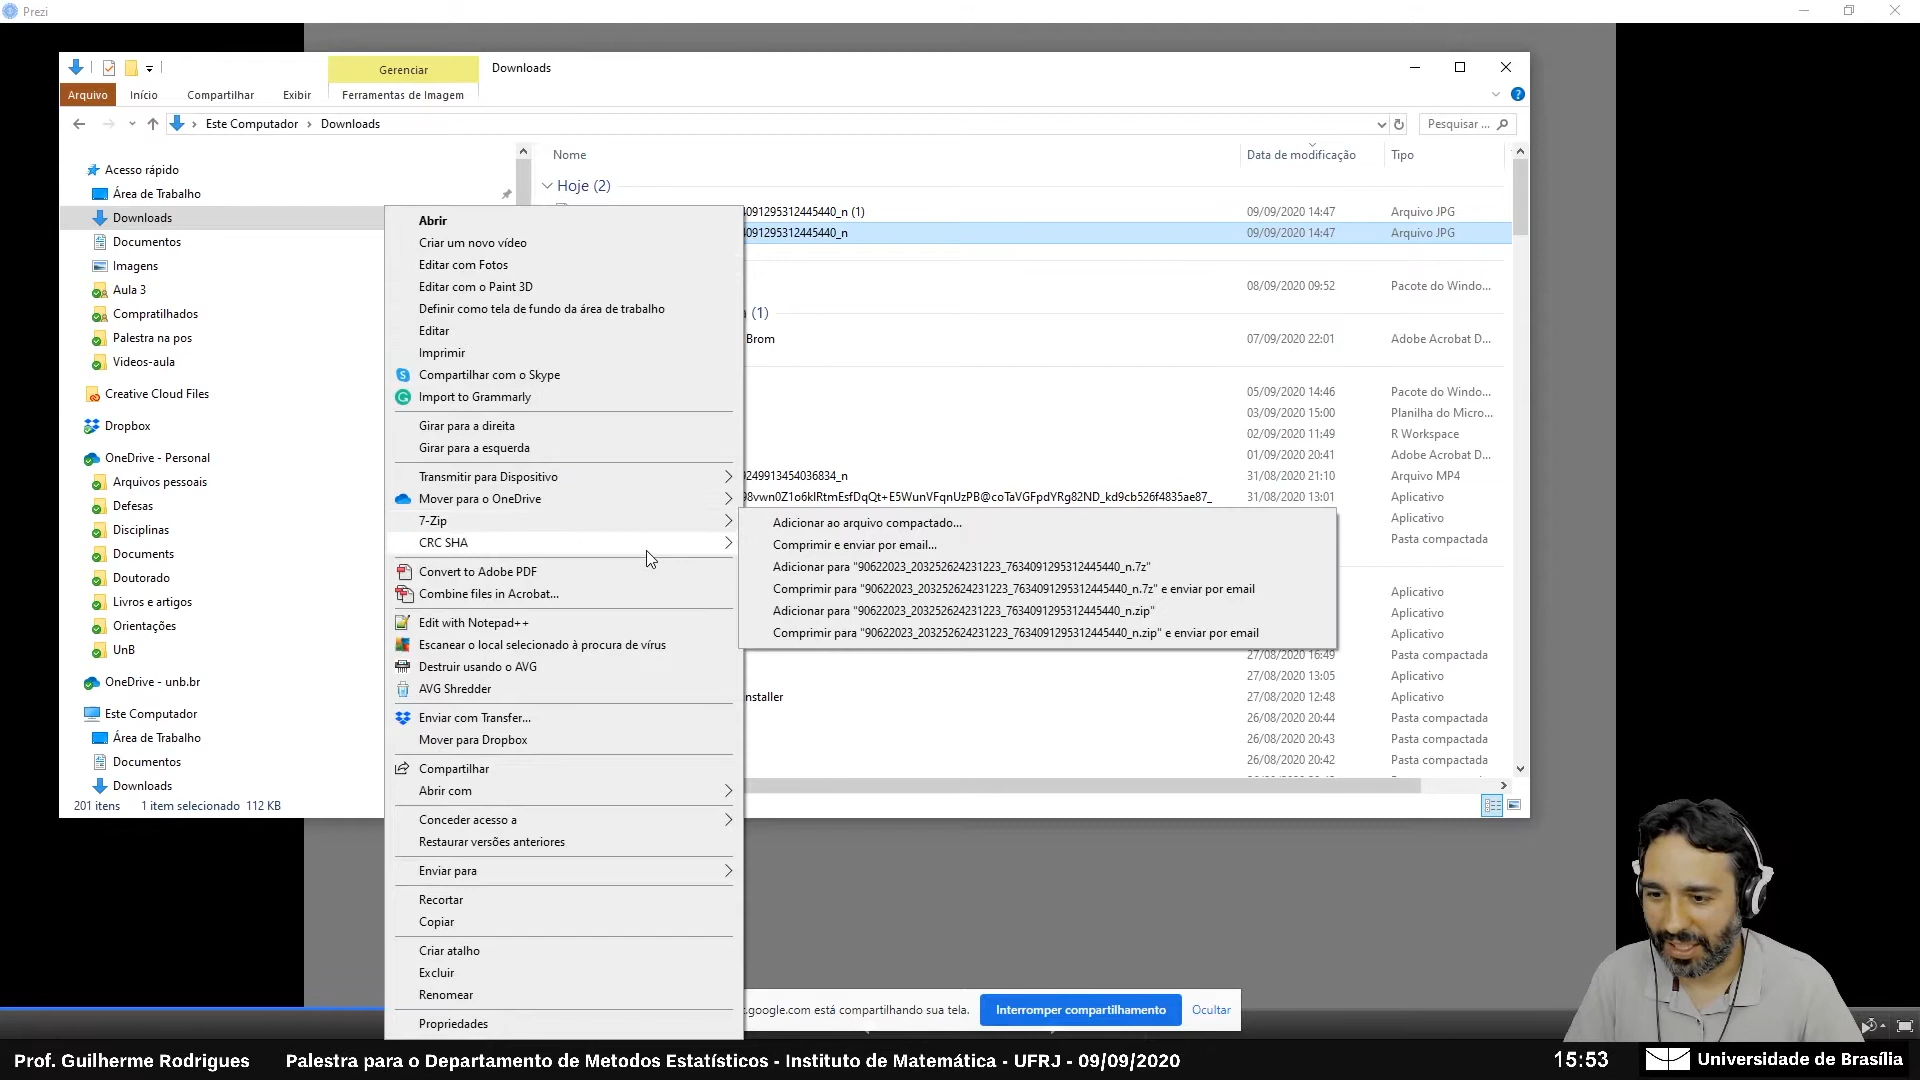 Prezi
Gerenciar
Downloads
Arquivo
Início
Compartilhar
Exibir
Ferramentas de Imagem
Este Computador
Downloads
Pesquisar ...
Nome
Data de modificação
Tipo
Acesso rápido
Área de Trabalho
Downloads
Documentos
Imagens
Aula 3
Compratilhados
Palestra na pos
Videos-aula
Creative Cloud Files
Dropbox
OneDrive - Personal
Arquivos pessoais
Defesas
Disciplinas
Documents
Doutorado
Livros e artigos
Orientações
UnB
OneDrive - unb.br
Este Computador
Área de Trabalho
Documentos
Downloads
201 itens
1 item selecionado 112 KB
Abrir
Criar um novo vídeo
Editar com Fotos
Editar com o Paint 3D
Definir como tela de fundo da área de trabalho
Editar
Imprimir
Compartilhar com o Skype
Import to Grammarly
Girar para a direita
Girar para a esquerda
Transmitir para Dispositivo
Mover para o OneDrive
7-Zip
CRC SHA
Convert to Adobe PDF
Combine files in Acrobat...
Edit with Notepad++
Escanear o local selecionado à procura de vírus
Destruir usando o AVG
AVG Shredder
Enviar com Transfer...
Mover para Dropbox
Compartilhar
Abrir com
Conceder acesso a
Restaurar versões anteriores
Enviar para
Recortar
Copiar
Criar atalho
Excluir
Renomear
Propriedades
Adicionar ao arquivo compactado...
Comprimir e enviar por email...
Adicionar para "90622023_203252624231223_7634091295312445440_n.7z"
Comprimir para "90622023_203252624231223_7634091295312445440_n.7z" e enviar por email
Adicionar para "90622023_203252624231223_7634091295312445440_n.zip"
Comprimir para "90622023_203252624231223_7634091295312445440_n.zip" e enviar por email
Hoje (2)
4091295312445440_n (1) 09/09/2020 14:47 Arquivo JPG
4091295312445440_n 09/09/2020 14:47 Arquivo JPG
08/09/2020 09:52 Pacote do Windo...
(1)
Brom 07/09/2020 22:01 Adobe Acrobat D...
05/09/2020 14:46 Pacote do Windo...
03/09/2020 15:00 Planilha do Micro...
02/09/2020 11:49 R Workspace
01/09/2020 20:41 Adobe Acrobat D...
9249913454036834_n 31/08/2020 21:10 Arquivo MP4
31/08/2020 13:01 Aplicativo
Aplicativo
Pasta compactada
Aplicativo
Aplicativo
Aplicativo
27/08/2020 16:49 Pasta compactada
27/08/2020 13:05 Aplicativo
nstaller 27/08/2020 12:48 Aplicativo
26/08/2020 20:44 Pasta compactada
26/08/2020 20:43 Pasta compactada
26/08/2020 20:42 Pasta compactada
.google.com está compartilhando sua tela.
Interromper compartilhamento
Ocultar
Prof. Guilherme Rodrigues
Palestra para o Departamento de Metodos Estatísticos - Instituto de Matemática - UFRJ - 09/09/2020
15:53
Universidade de Brasília